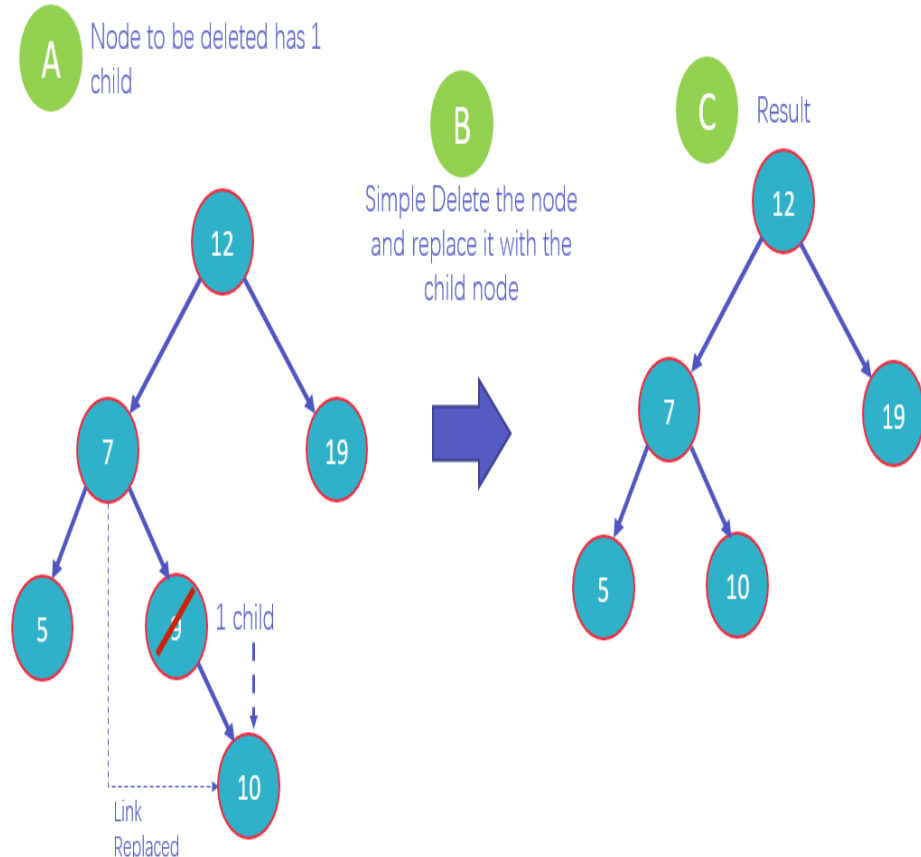 A
Node to be deleted has 1
child
B
Simple Delete the node
and replace it with the
child node
C
Result
12
7
19
5
9
1 child
10
Link
Replaced
12
7
19
5
10